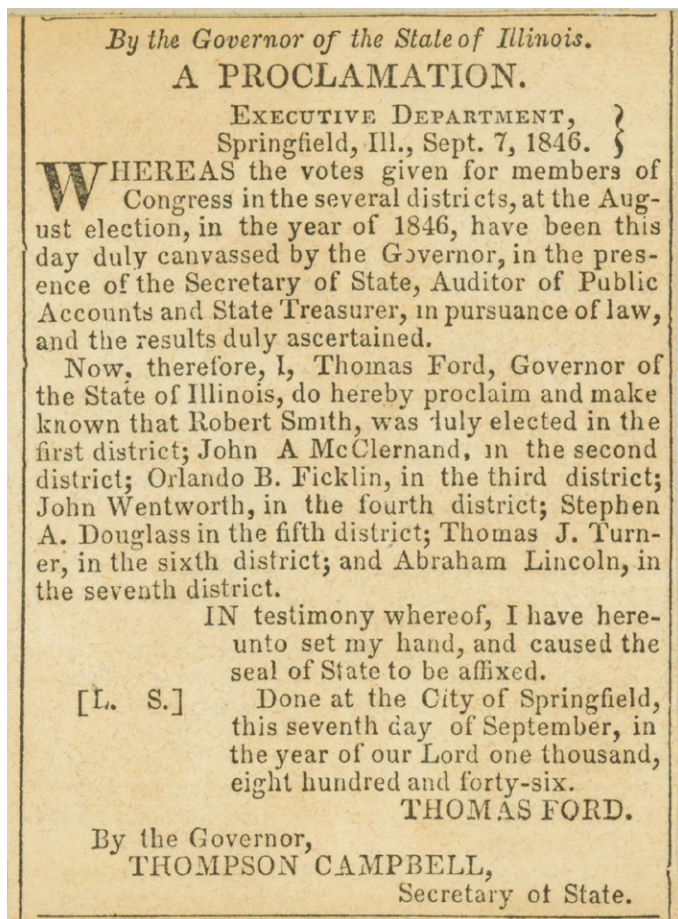 By the Governor of the State of Illinois.
A PROCLAMATION.
EXECUTIVE DEPARTMENT,
Springfield, Ill., Sept. 7, 1846.
WHEREAS the votes given for members of
Congress in the several districts, at the Aug-
ust election, in the year of 1846, have been this
day duly canvassed by the Governor, in the pres-
ence of the Secretary of State, Auditor of Public
Accounts and State Treasurer, in pursuance of law,
and the results duly ascertained.
Now, therefore, I, Thomas Ford, Governor of
the State of Illinois, do hereby proclaim and make
known that Robert Smith, was duly elected in the
first district; John A McClernand, in the second
district; Orlando B. Ficklin, in the third district;
John Wentworth, in the fourth district; Stephen
A. Douglass in the fifth district; Thomas J. Turn-
er, in the sixth district; and Abraham Lincoln, in
the seventh district.
IN testimony whereof, I have here-
unto set my hand, and caused the
seal of State to be affixed.
[L. S.] Done at the City of Springfield,
this seventh day of September, in
the year of our Lord one thousand,
eight hundred and forty-six.
THOMAS FORD.
By the Governor,
THOMPSON CAMPBELL,
Secretary of State.